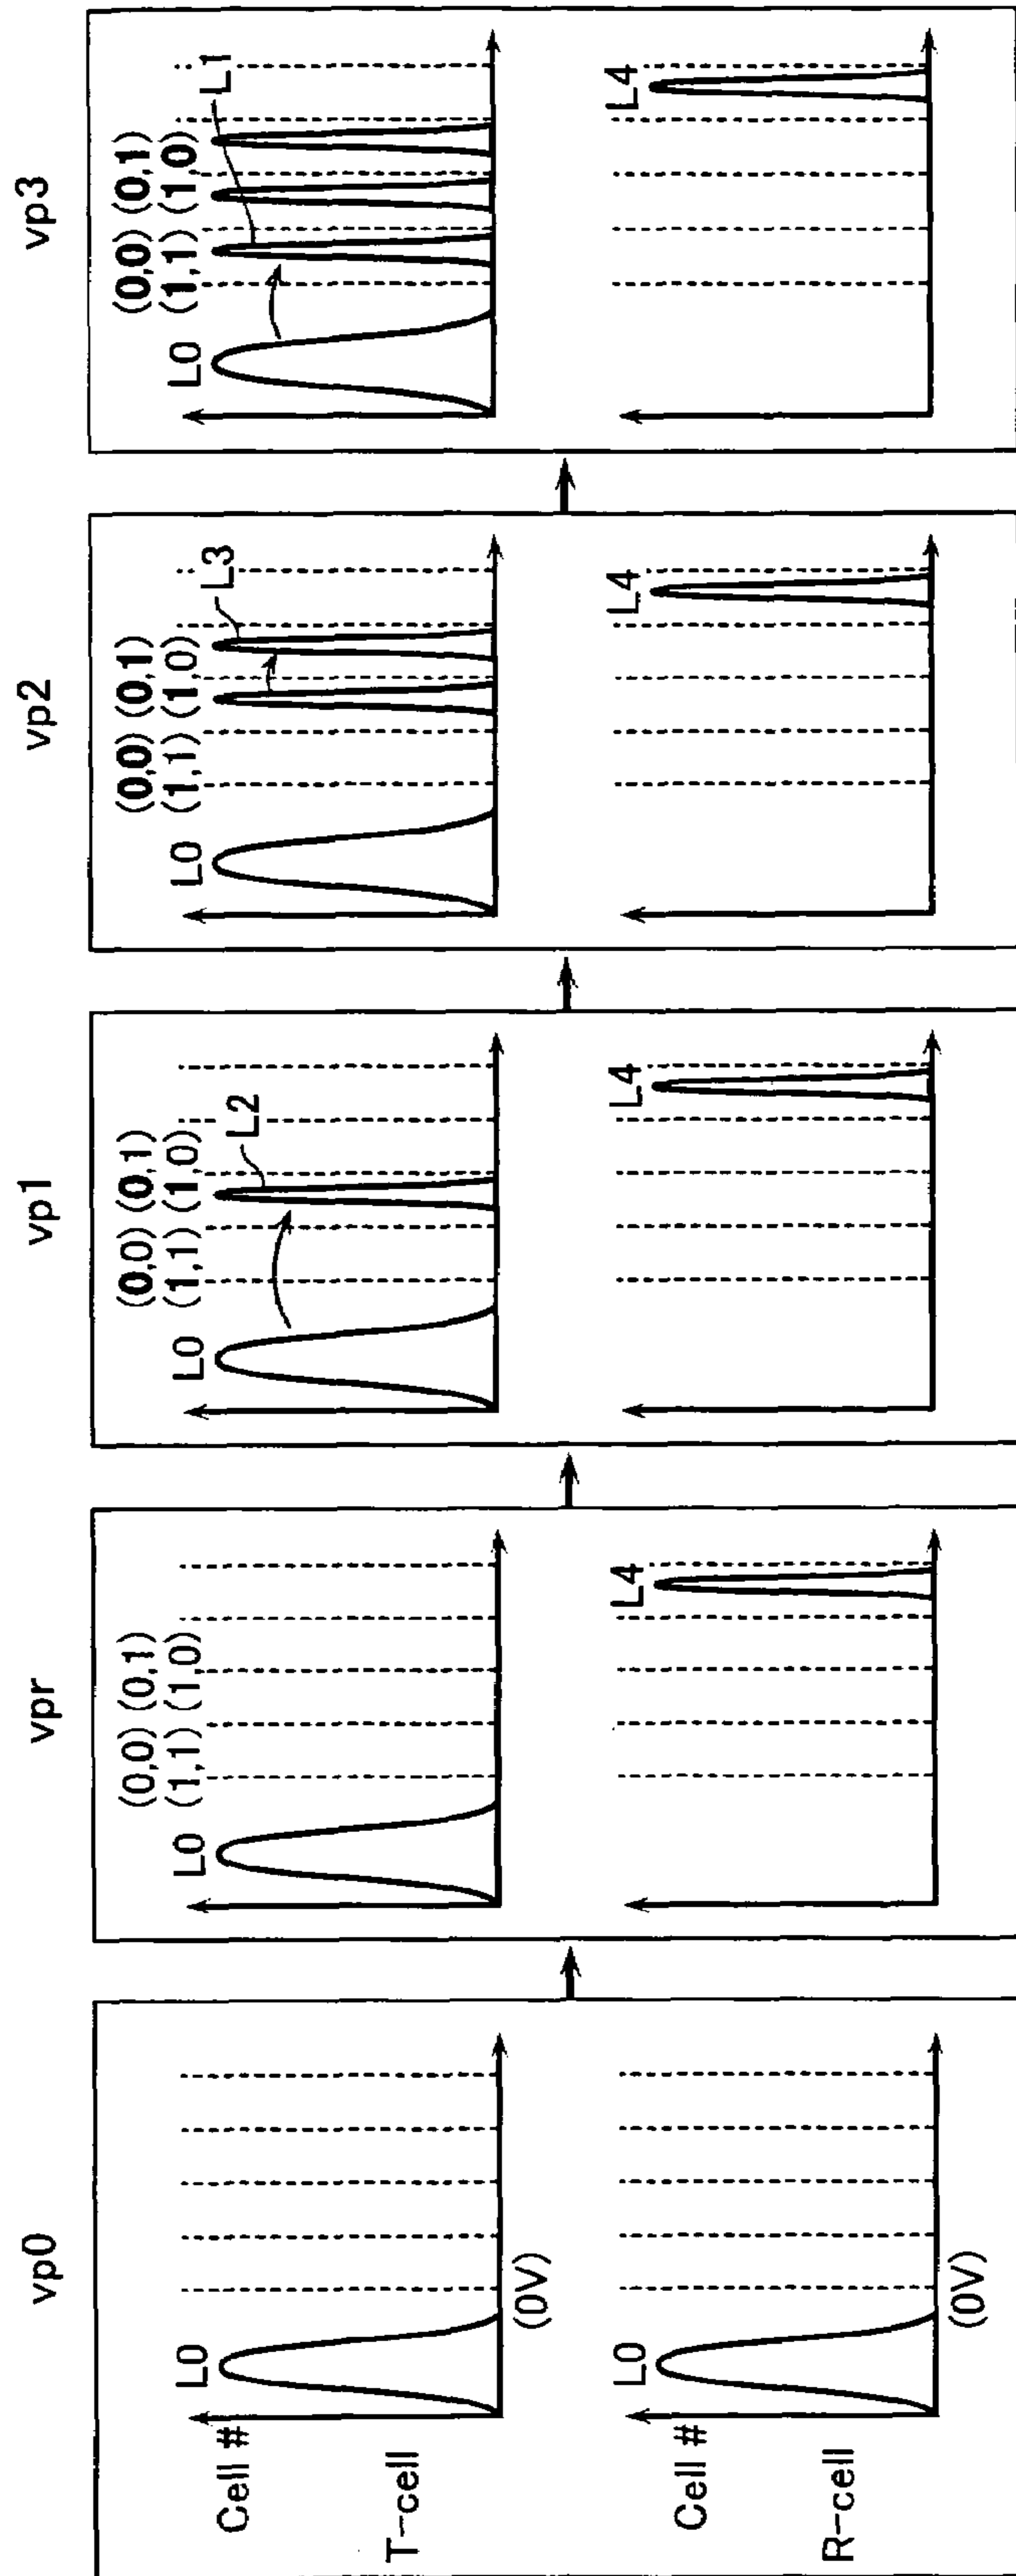 vp0
L0
Cell #
T-cell
(0V)
L0
Cell #
R-cell
(0V)
vpr
(0,0) (0,1)
L0 (1,1) (1,0)
L4
vp1
(0,0) (0,1)
L0 (1,1) (1,0)
L2
L4
vp2
(0,0) (0,1)
L0 (1,1) (1,0)
L3
L4
vp3
(0,0) (0,1)
L0 (1,1) (1,0)
L1
L4